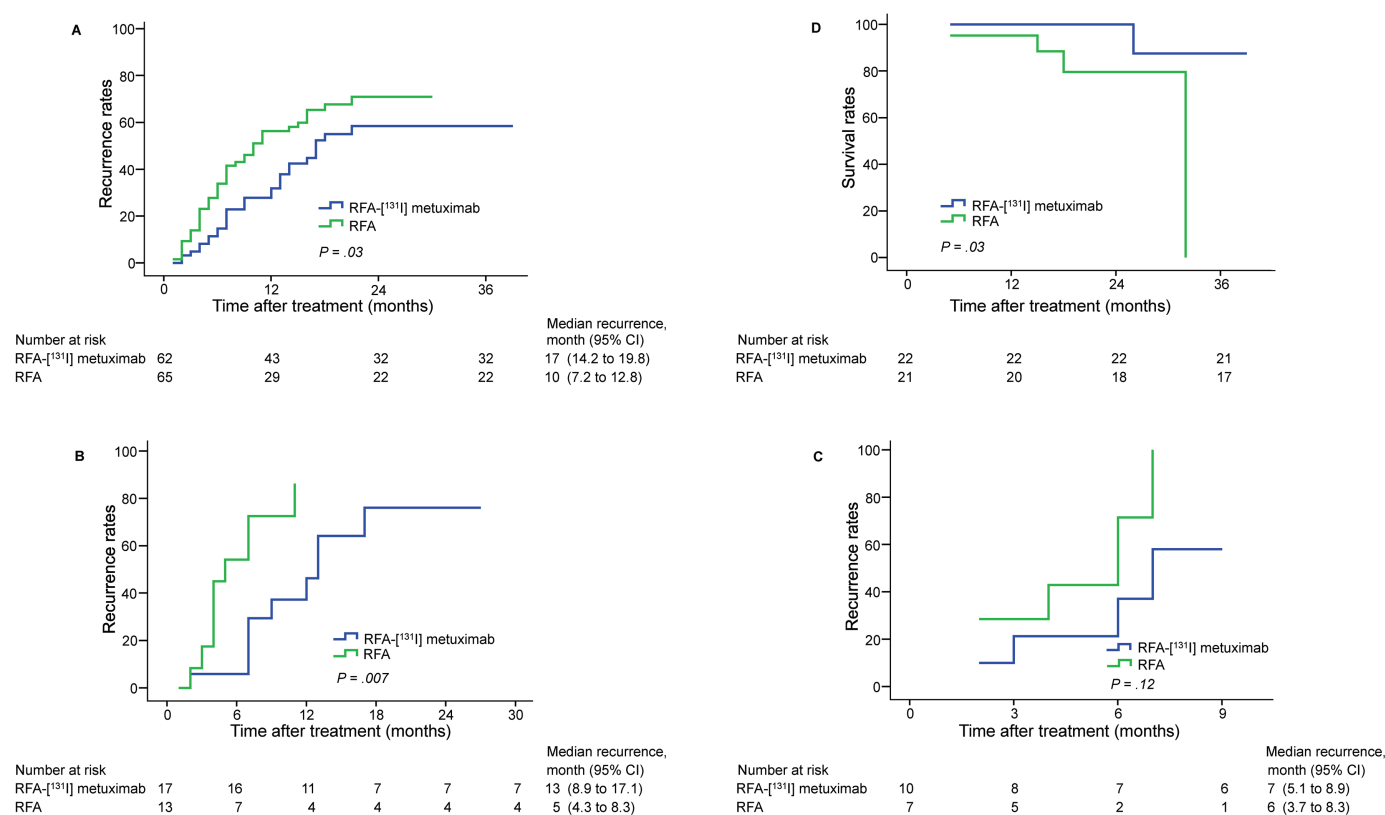 A
Recurrence rates
100
80
60
40
20
0
RFA-[131I] metuximab
RFA
P = .03
0 12 24 36
Time after treatment (months)
Number at risk
Median recurrence, month (95% CI)
RFA-[131I] metuximab 62 43 32 32 17 (14.2 to 19.8)
RFA 65 29 22 22 10 (7.2 to 12.8)
D
Survival rates
100
80
60
40
20
0
RFA-[131I] metuximab
RFA
P = .03
0 12 24 36
Time after treatment (months)
Number at risk
RFA-[131I] metuximab 22 22 22 21
RFA 21 20 18 17
B
Recurrence rates
100
80
60
40
20
0
RFA-[131I] metuximab
RFA
P = .007
0 6 12 18 24 30
Time after treatment (months)
Median recurrence,
Number at risk month (95% CI)
RFA-[131I] metuximab 17 16 11 7 7 7 13 (8.9 to 17.1)
RFA 13 7 4 4 4 4 5 (4.3 to 8.3)
C
Recurrence rates
100
80
60
40
20
0
RFA-[131I] metuximab
RFA
P = .12
0 3 6 9
Time after treatment (months)
Median recurrence,
Number at risk month (95% CI)
RFA-[131I] metuximab 10 8 7 6 7 (5.1 to 8.9)
RFA 7 5 2 1 6 (3.7 to 8.3)